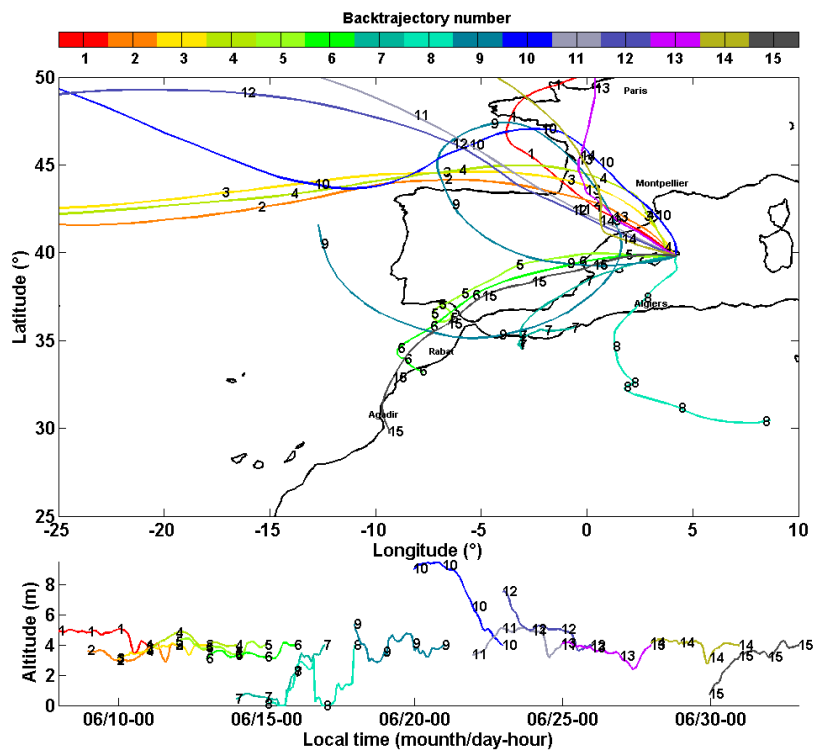 Backtrajectory number
1 2 3 4 5 6 7 8 9 10 11 12 13 14 15
50
45
40
35
30
25
Latitude (°)
Paris
Montpellier
Algiers
Rabat
Agadir
-25 -20 -15 -10 -5 0 5 10
Longitude (°)
8
6
4
2
0
Altitude (m)
06/10-00 06/15-00 06/20-00 06/25-00 06/30-00
Local time (mounth/day-hour)